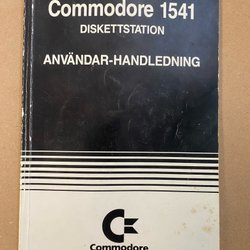 Commodore 1541
DISKETTSTATION
ANVÄNDAR-HANDLEDNING
Commodore